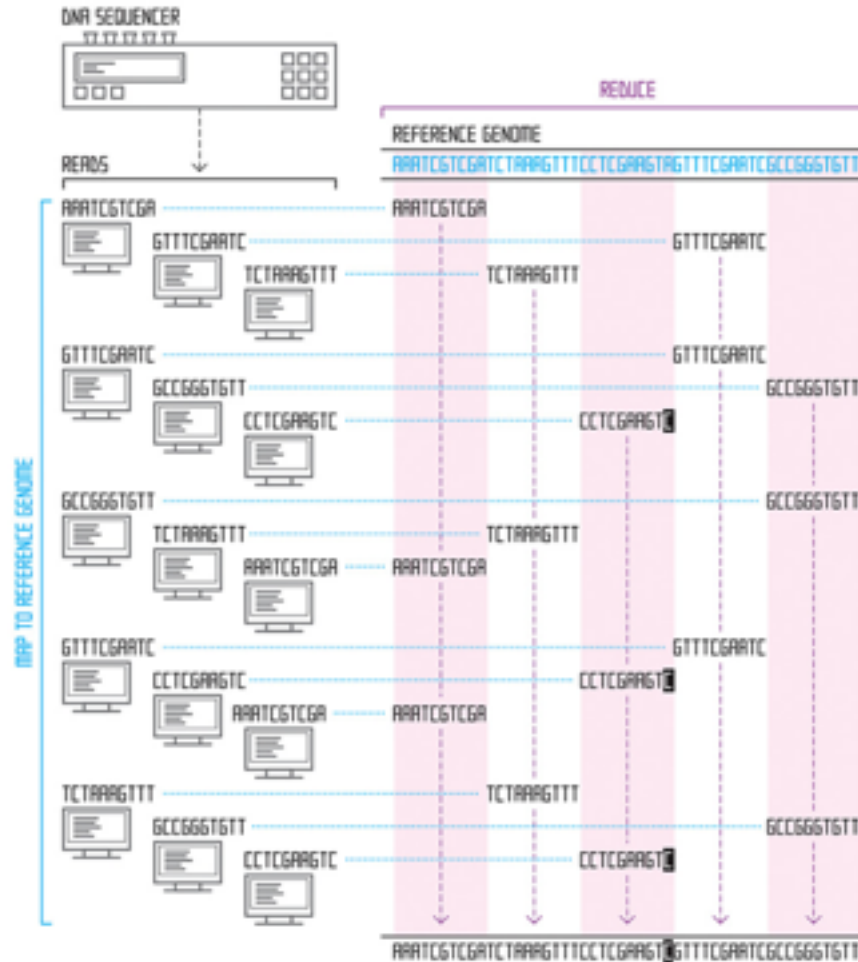 DNA SEQUENCER
REDUCE
REFERENCE GENOME
READS
AAATCGTCGATCTAAAGTTTCCTCGAAGTAGTTTCGAATCGCCGGGTGTT
AAATCGTCGA AAATCGTCGA
GTTTCGAATC GTTTCGAATC
TCTAAAGTTT TCTAAAGTTT
GTTTCGAATC GTTTCGAATC
GCCGGGTGTT GCCGGGTGTT
CCTCGAAGTC CCTCGAAGTC
MAP TO REFERENCE GENOME
GCCGGGTGTT GCCGGGTGTT
TCTAAAGTTT TCTAAAGTTT
AAATCGTCGA AAATCGTCGA
GTTTCGAATC GTTTCGAATC
CCTCGAAGTC CCTCGAAGTC
AAATCGTCGA AAATCGTCGA
TCTAAAGTTT TCTAAAGTTT
GCCGGGTGTT GCCGGGTGTT
CCTCGAAGTC CCTCGAAGTC
AAATCGTCGATCTAAAGTTTCCTCGAAGTCGTTTCGAATCGCCGGGTGTT